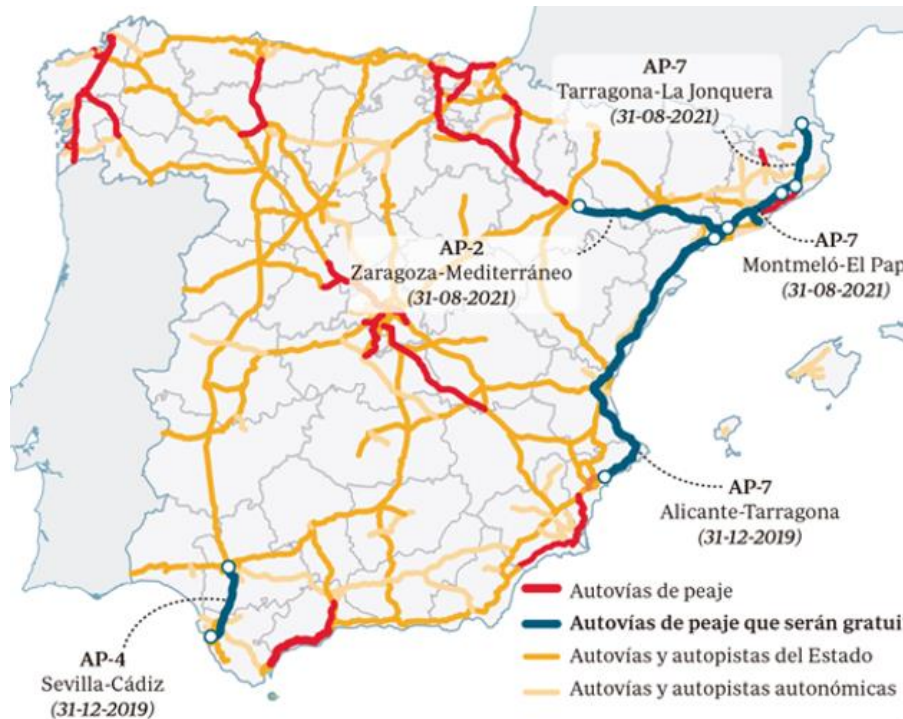 AP-7
Tarragona-La Jonquera
(31-08-2021)
AP-2
Zaragoza-Mediterráneo
(31-08-2021)
AP-7
Montmeló-El Pap
(31-08-2021)
AP-7
Alicante-Tarragona
(31-12-2019)
AP-4
Sevilla-Cádiz
(31-12-2019)
Autovías de peaje
Autovías de peaje que serán gratui
Autovías y autopistas del Estado
Autovías y autopistas autonómicas